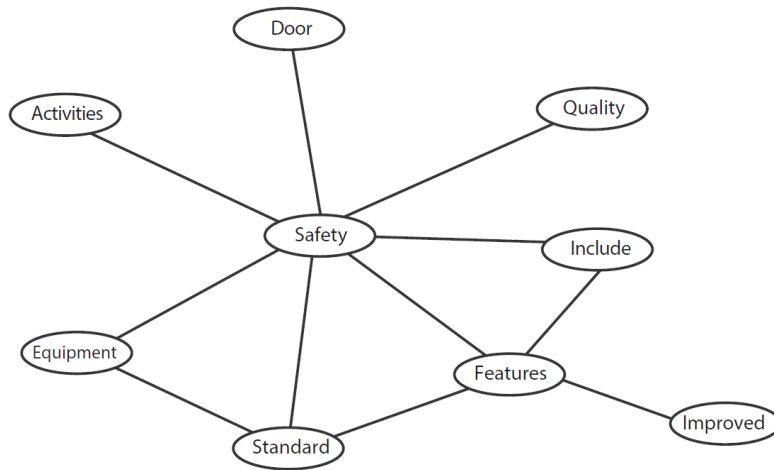 Door
Activities
Quality
Safety
Include
Equipment
Features
Improved
Standard